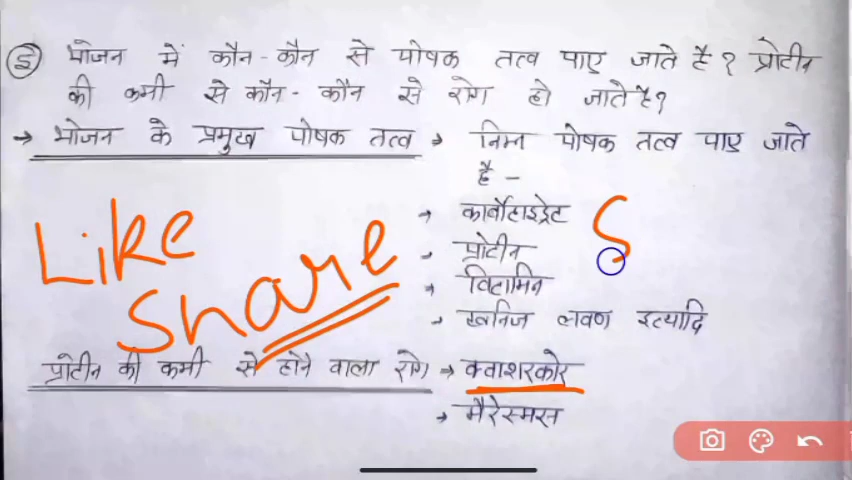 इ भोजन में कौन-कौन से पोषक तत्व पाए जाते है? प्रोटीन
की कमी से कौन-कौन से रोग हो जाते है?
→ भोजन के प्रमुख पोषक तत्व → निम्न पोषक तत्व पाए जाते
है -
→ कार्बोहाइड्रेट
→ प्रोटीन
→ विटामिन
→ खनिज लवण इत्यादि
Like
Share
S
प्रोटीन की कमी से होने वाला रोग → क्वाशरकोर
→ मैरेस्मस